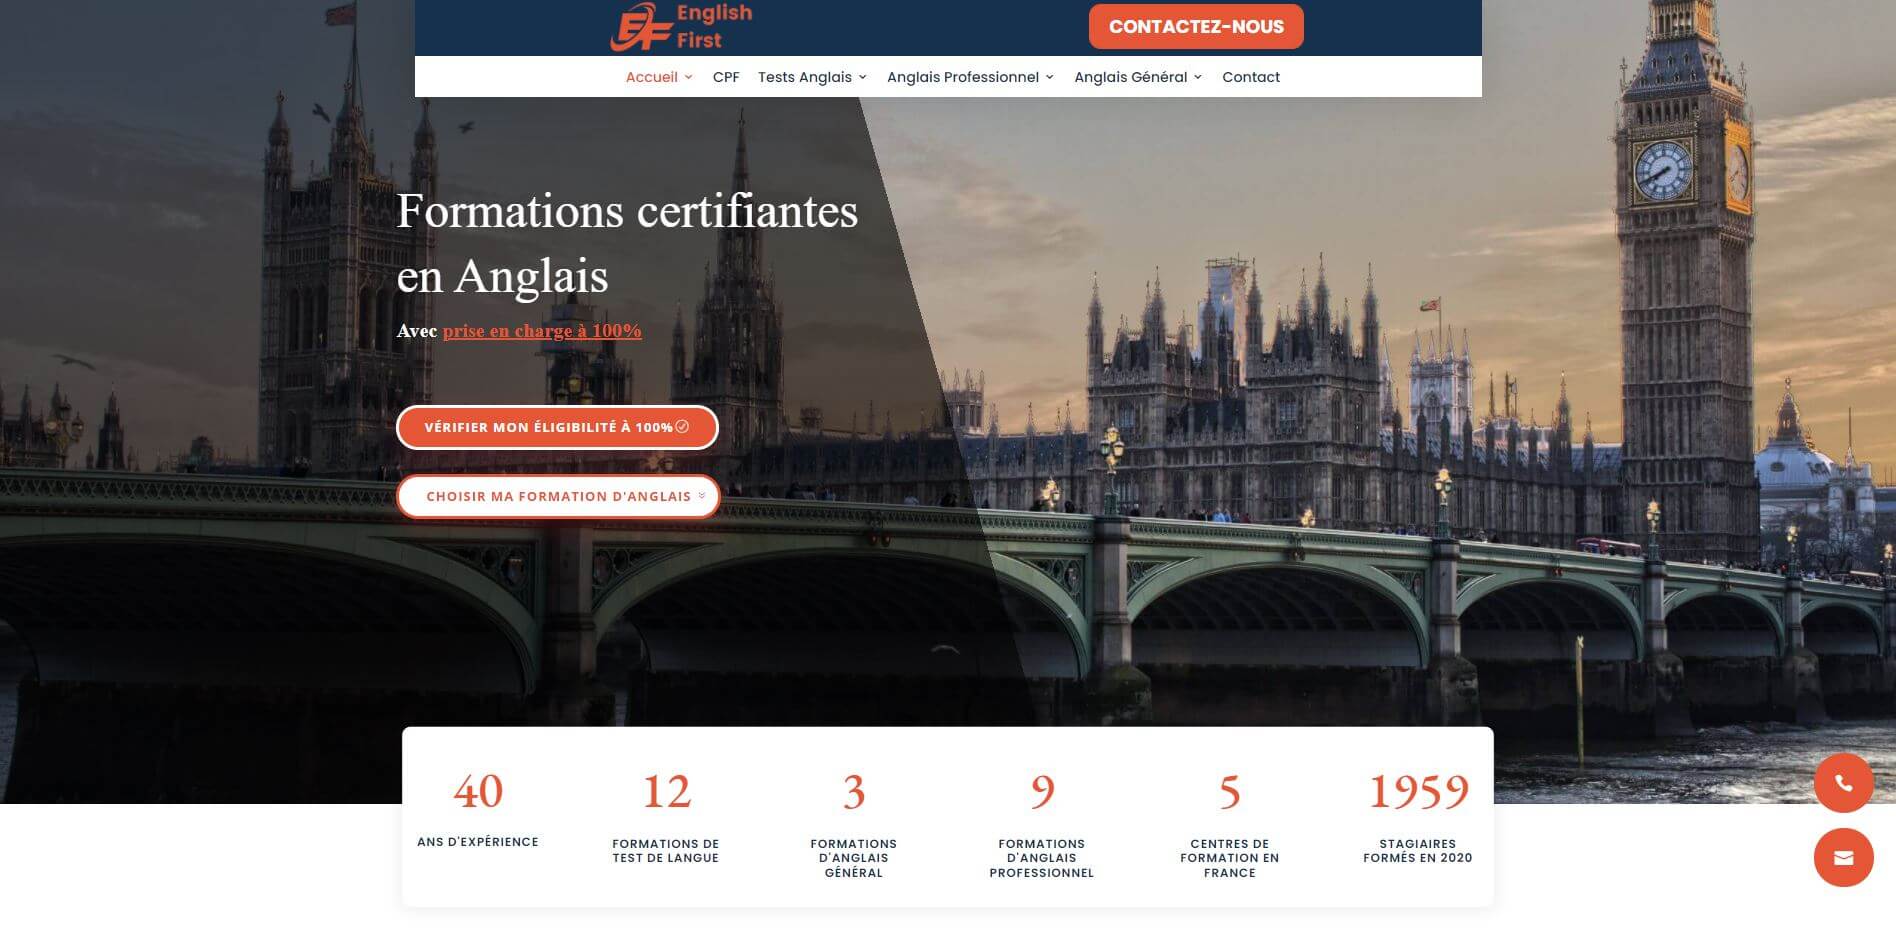 English
First
CONTACTEZ-NOUS
Accueil CPF Tests Anglais Anglais Professionnel Anglais Général Contact
Formations certifiantes
en Anglais
Avec prise en charge à 100%
VÉRIFIER MON ÉLIGIBILITÉ À 100%
CHOISIR MA FORMATION D'ANGLAIS
40
ANS D'EXPÉRIENCE
12
FORMATIONS DE
TEST DE LANGUE
3
FORMATIONS
D'ANGLAIS
GÉNÉRAL
9
FORMATIONS
D'ANGLAIS
PROFESSIONNEL
5
CENTRES DE
FORMATION EN
FRANCE
1959
STAGIAIRES
FORMÉS EN 2020